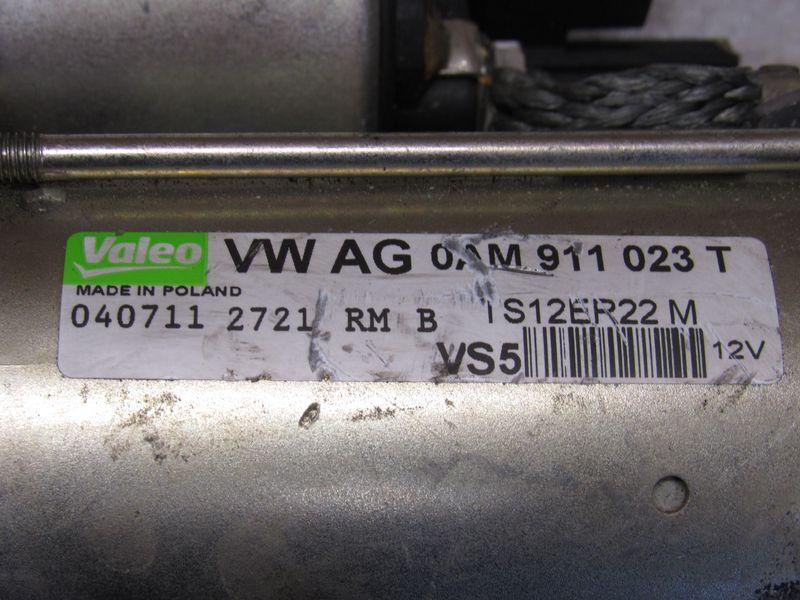 Valeo VW AG 0AM 911 023 T
MADE IN POLAND
040711 2721 RM B TS12ER22 M
VS5 12V